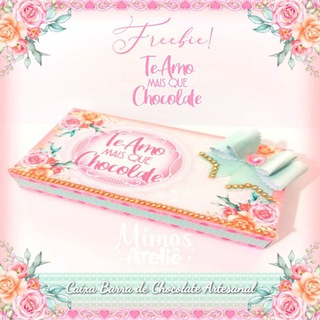 Freebie!
Te Amo
MAIS QUE
Chocolate
Te Amo
MAIS QUE
Chocolate
Mimos
Ateliê
Caixa Barra de Chocolate Artesanal